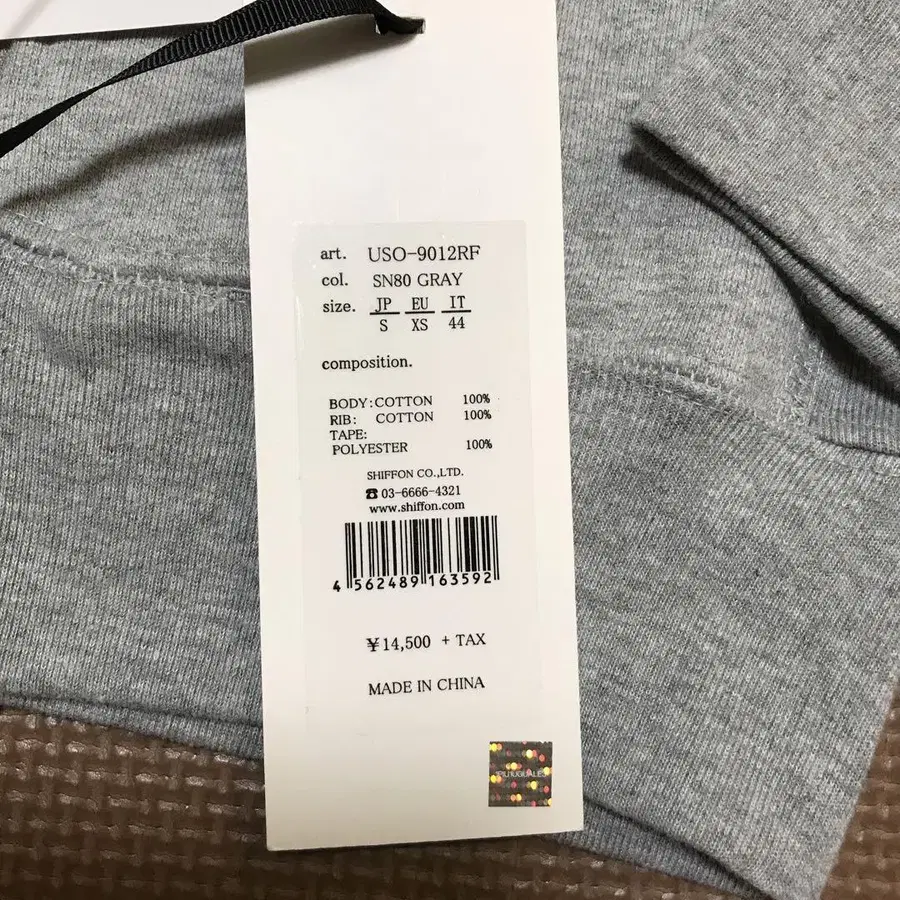 art. USO-9012RF
col. SN80 GRAY
size. JP EU IT
S XS 44
composition.
BODY:COTTON 100%
RIB: COTTON 100%
TAPE:
POLYESTER 100%
SHIFFON CO.,LTD.
☎ 03-6666-4321
www.shiffon.com
4 562489 163592
¥14,500 + TAX
MADE IN CHINA
1PIU1UGUALE3